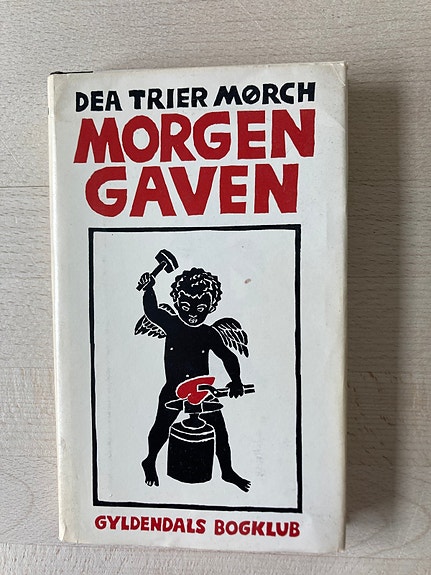 DEA TRIER MØRCH
MORGEN
GAVEN
GYLDENDALS BOGKLUB